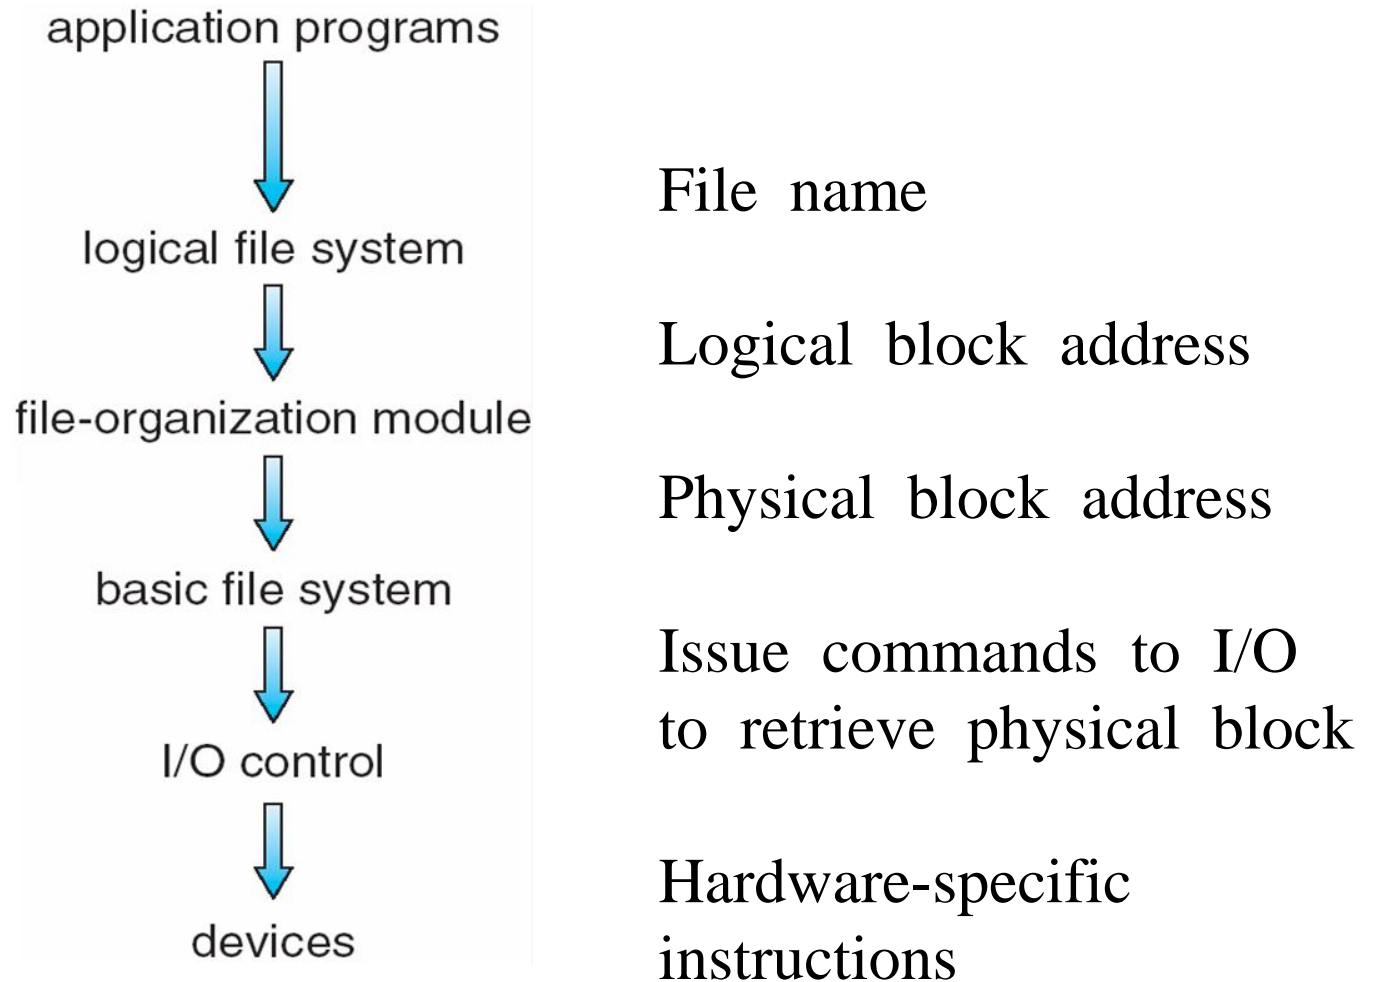 application programs
File name
logical file system
Logical block address
file-organization module
Physical block address
basic file system
Issue commands to I/O
to retrieve physical block
I/O control
Hardware-specific
devices
instructions